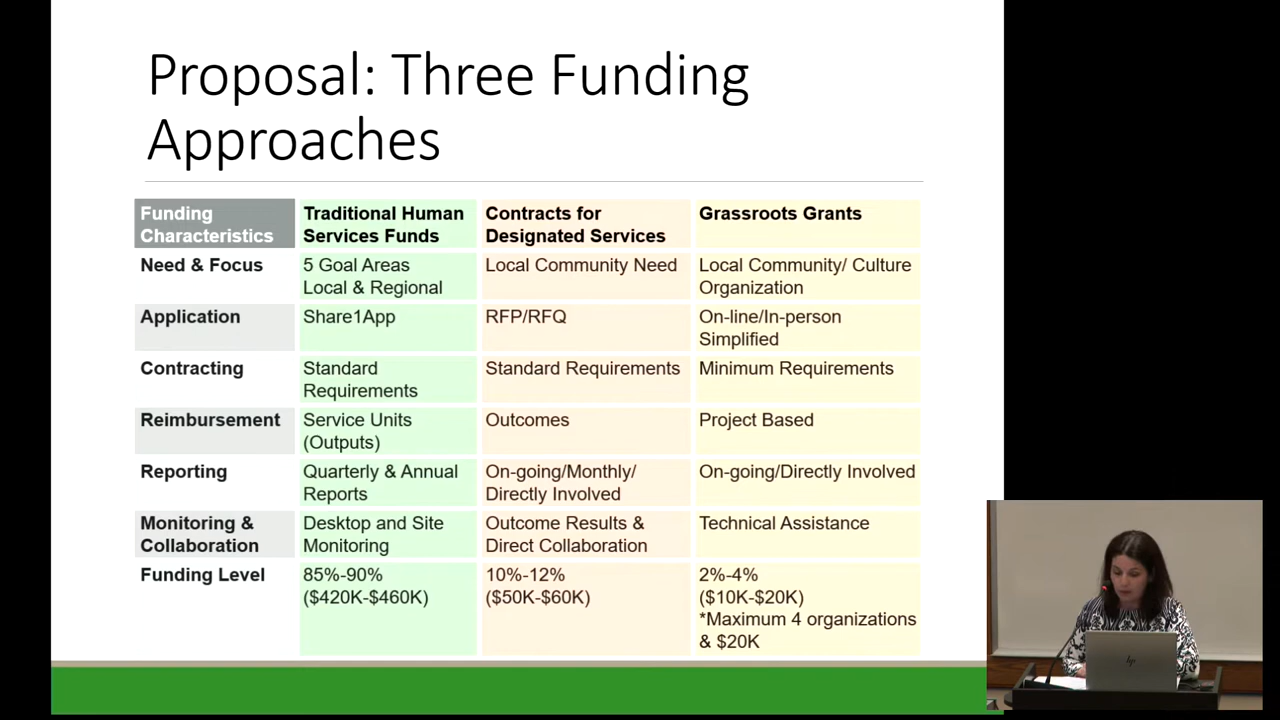 Proposal: Three Funding
Approaches
Funding
Characteristics
Traditional Human
Services Funds
Contracts for
Designated Services
Grassroots Grants
Need & Focus
5 Goal Areas
Local & Regional
Local Community Need
Local Community/ Culture
Organization
Application
Share1App
RFP/RFQ
On-line/In-person
Simplified
Contracting
Standard
Requirements
Standard Requirements
Minimum Requirements
Reimbursement
Service Units
(Outputs)
Outcomes
Project Based
Reporting
Quarterly & Annual
Reports
On-going/Monthly/
Directly Involved
On-going/Directly Involved
Monitoring &
Collaboration
Desktop and Site
Monitoring
Outcome Results &
Direct Collaboration
Technical Assistance
Funding Level
85%-90%
($420K-$460K)
10%-12%
($50K-$60K)
2%-4%
($10K-$20K)
*Maximum 4 organizations
& $20K
hp